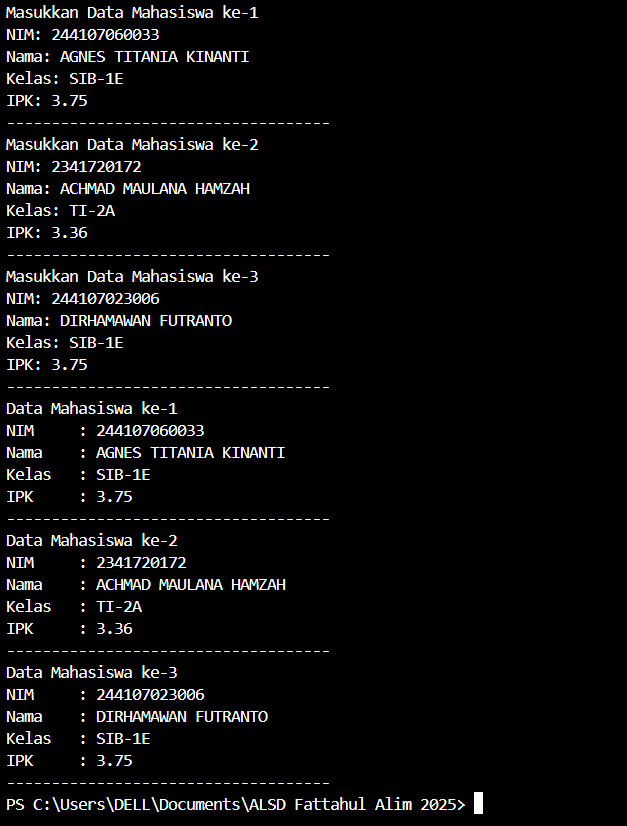 Masukkan Data Mahasiswa ke-1
NIM: 244107060033
Nama: AGNES TITANIA KINANTI
Kelas: SIB-1E
IPK: 3.75
------------------------------------
Masukkan Data Mahasiswa ke-2
NIM: 2341720172
Nama: ACHMAD MAULANA HAMZAH
Kelas: TI-2A
IPK: 3.36
------------------------------------
Masukkan Data Mahasiswa ke-3
NIM: 244107023006
Nama: DIRHAMAWAN FUTRANTO
Kelas: SIB-1E
IPK: 3.75
------------------------------------
Data Mahasiswa ke-1
NIM     : 244107060033
Nama    : AGNES TITANIA KINANTI
Kelas   : SIB-1E
IPK     : 3.75
------------------------------------
Data Mahasiswa ke-2
NIM     : 2341720172
Nama    : ACHMAD MAULANA HAMZAH
Kelas   : TI-2A
IPK     : 3.36
------------------------------------
Data Mahasiswa ke-3
NIM     : 244107023006
Nama    : DIRHAMAWAN FUTRANTO
Kelas   : SIB-1E
IPK     : 3.75
------------------------------------
PS C:\Users\DELL\Documents\ALSD Fattahul Alim 2025>